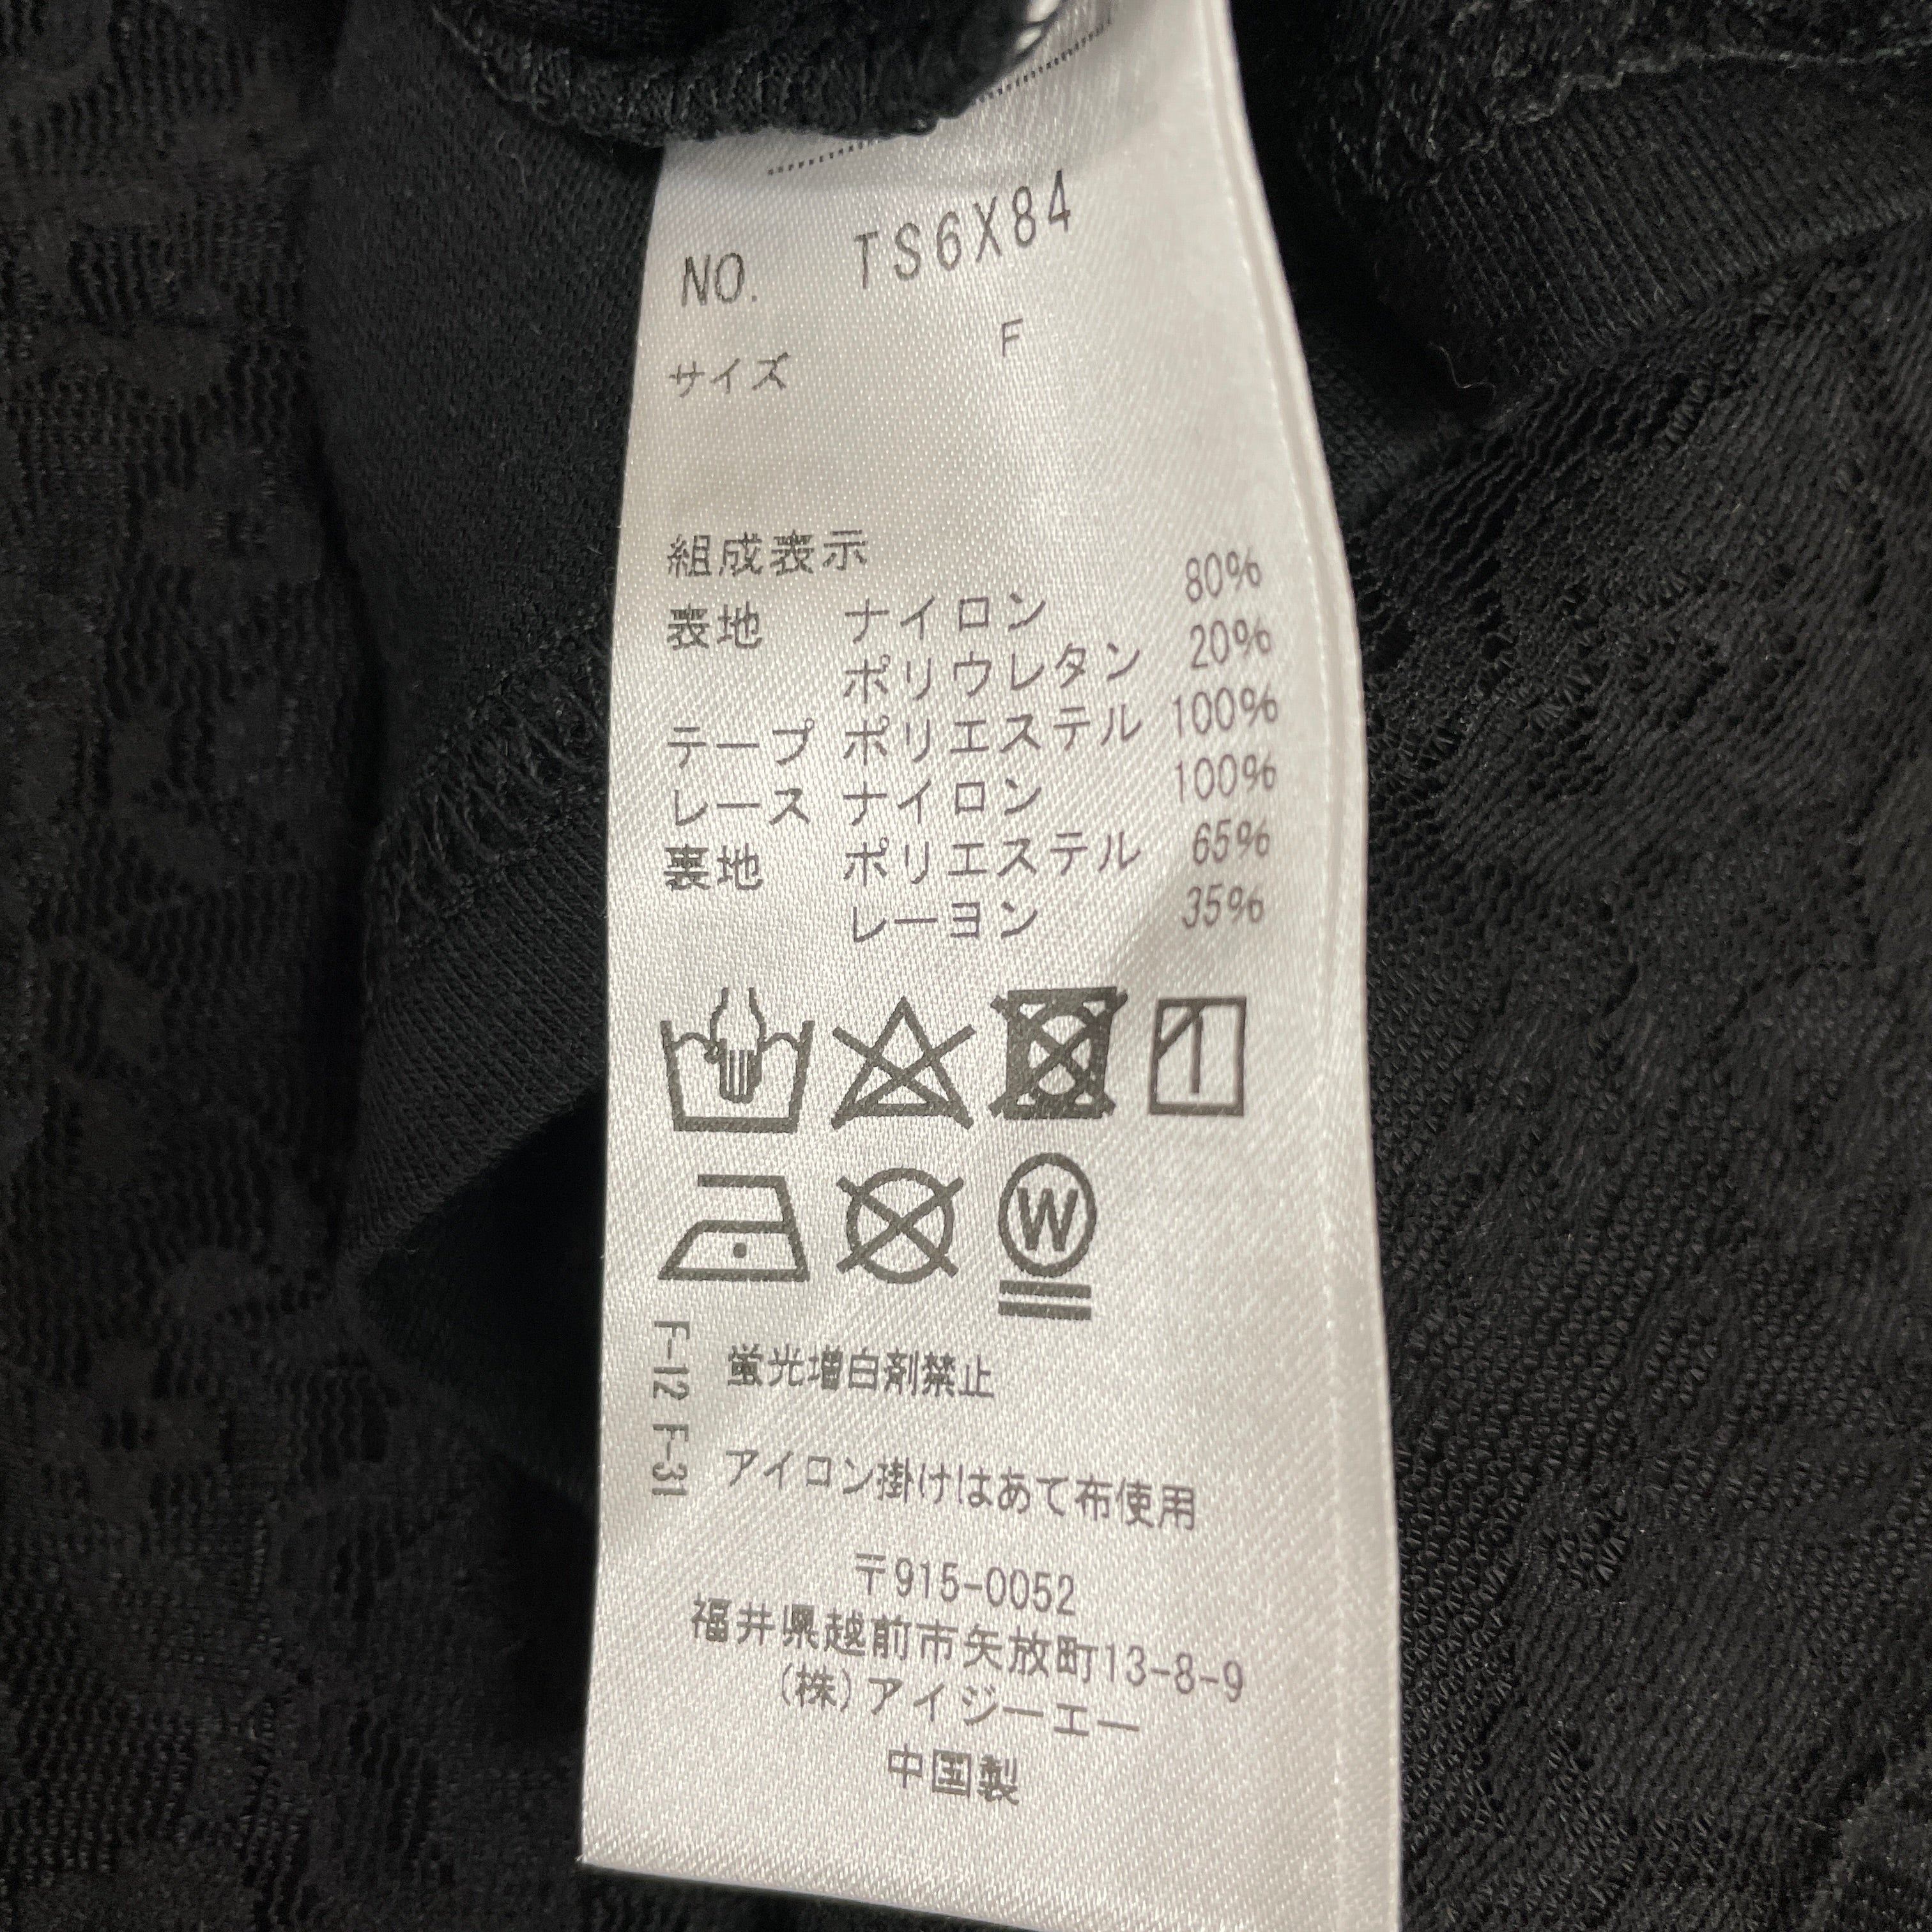 NO. TS6X84
サイズ F
組成表示
表地 ナイロン 80%
ポリウレタン 20%
テープ ポリエステル 100%
レース ナイロン 100%
裏地 ポリエステル 65%
レーヨン 35%
1
W
F-12 F-31
蛍光増白剤禁止
アイロン掛けはあて布使用
〒915-0052
福井県越前市矢放町13-8-9
(株)アイジーエー
中国製